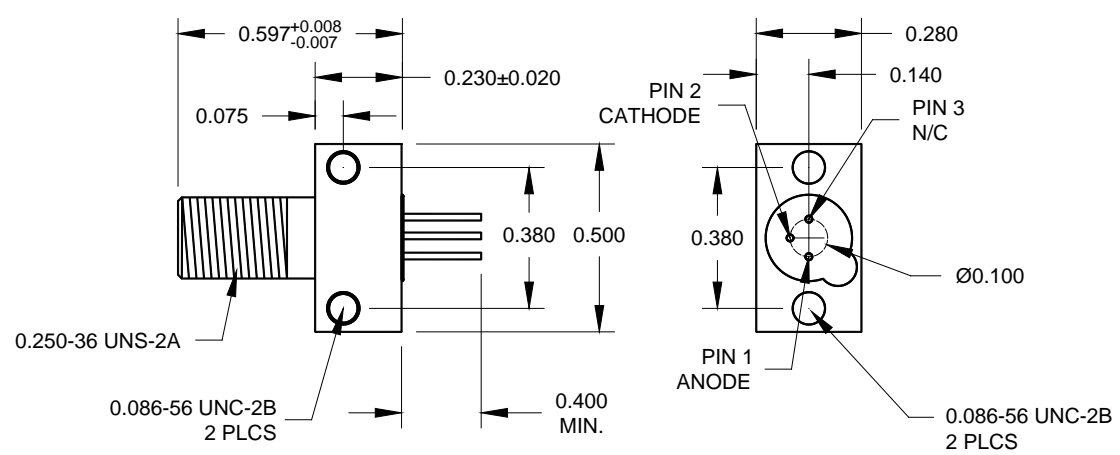 0.597 +0.008
-0.007
0.230±0.020
0.075
0.380
0.500
0.250-36 UNS-2A
0.086-56 UNC-2B
2 PLCS
0.400
MIN.
0.280
0.140
PIN 2
CATHODE
PIN 3
N/C
0.380
Ø0.100
PIN 1
ANODE
0.086-56 UNC-2B
2 PLCS